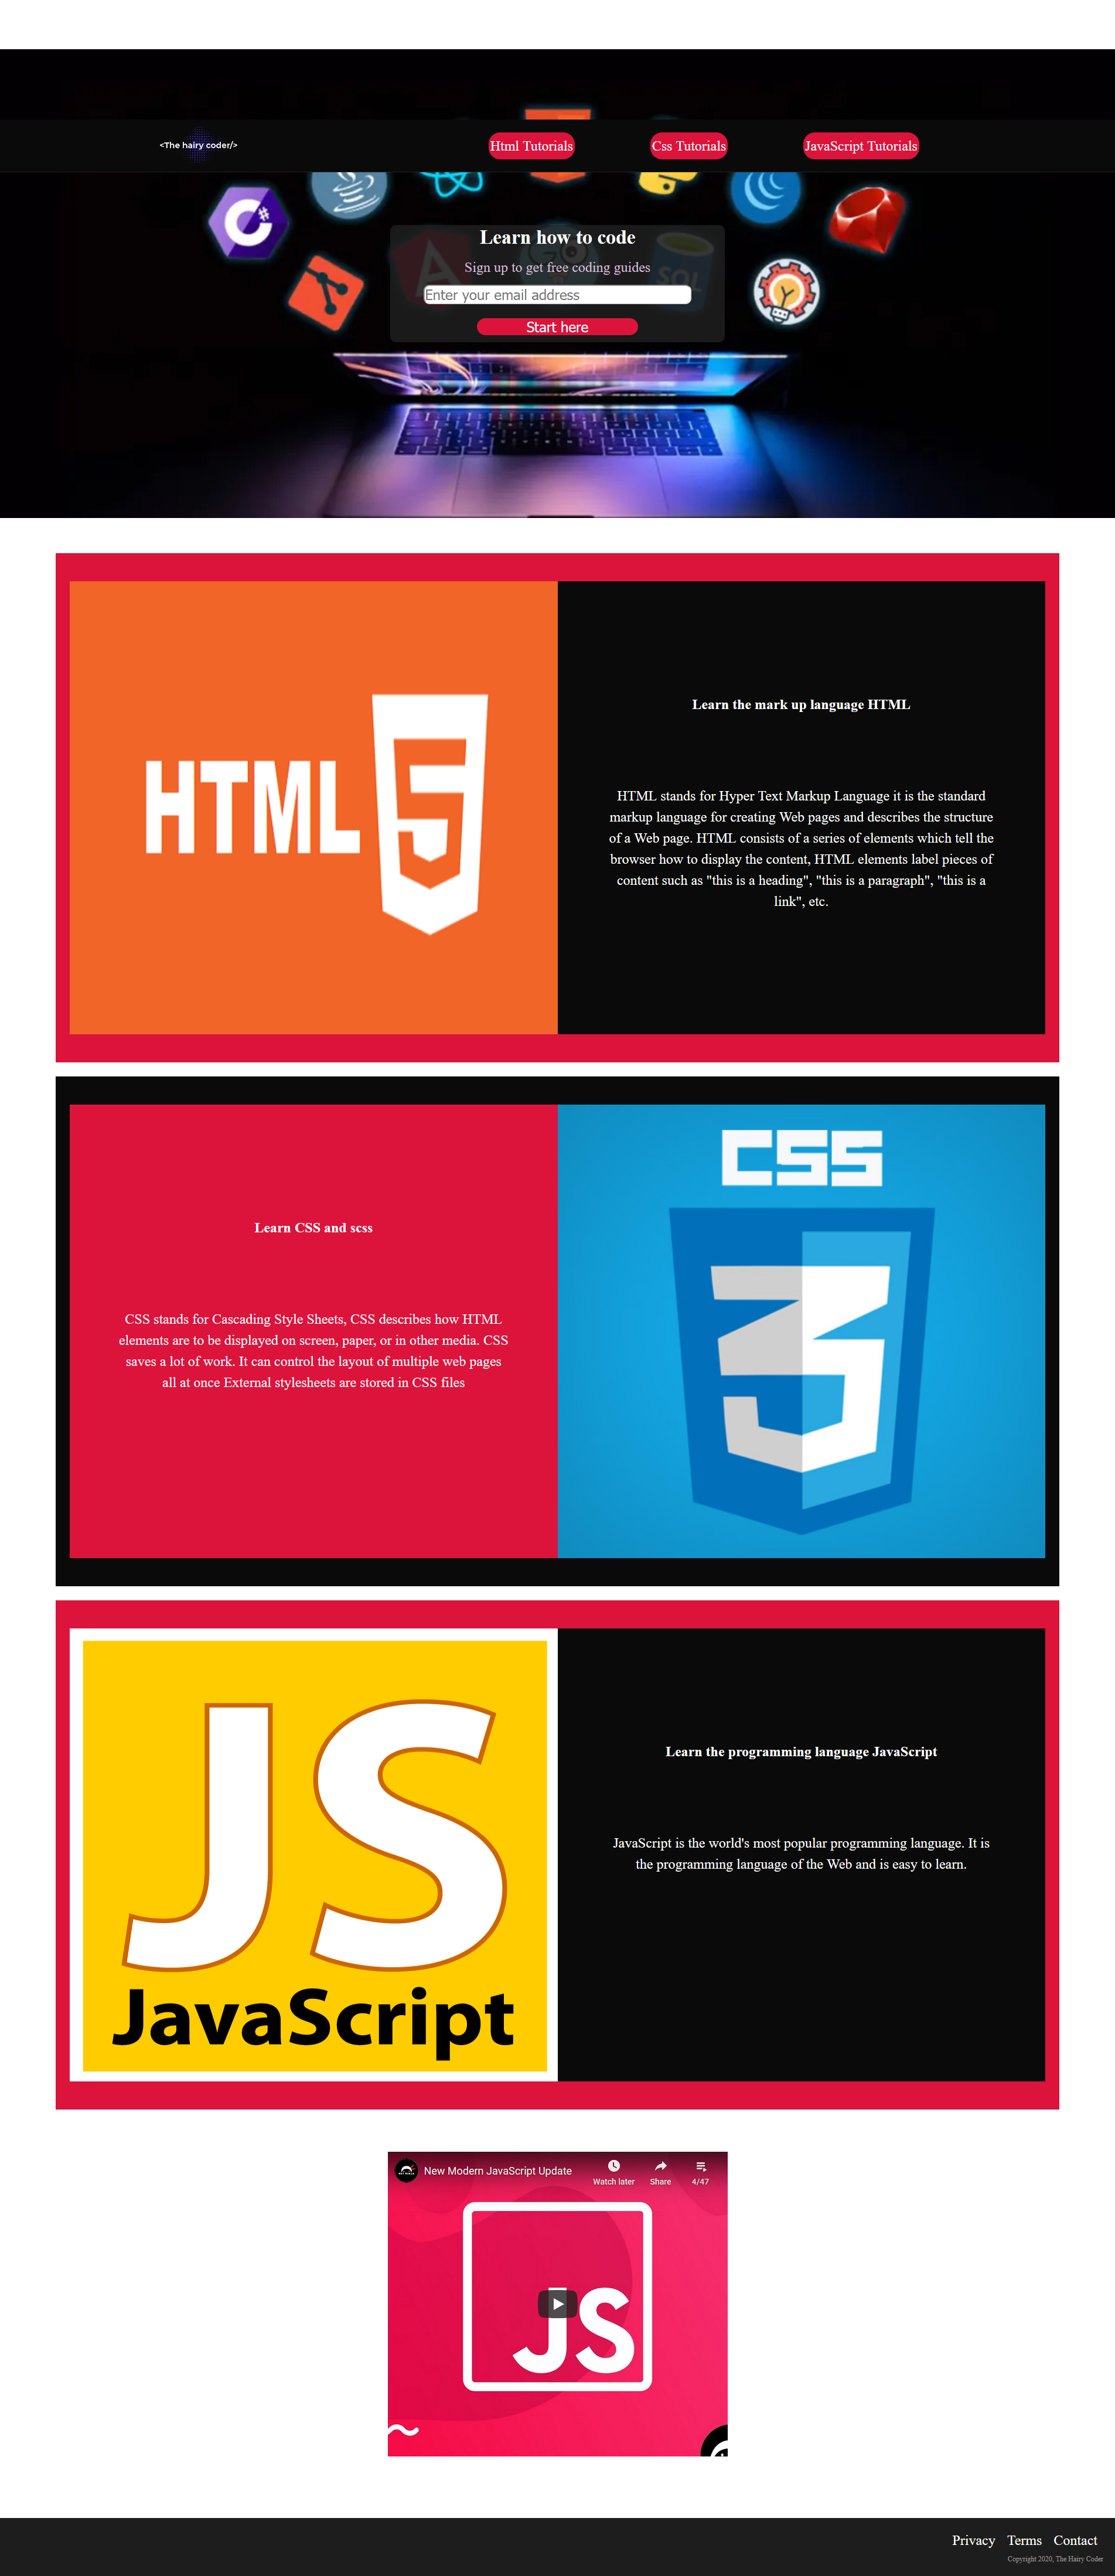 <The hairy coder/>
Html Tutorials
Css Tutorials
JavaScript Tutorials
Learn how to code
Sign up to get free coding guides
SQL
Enter your email address
Start here
HTML
Learn the mark up language HTML
HTML stands for Hyper Text Markup Language it is the standard
markup language for creating Web pages and describes the structure
of a Web page. HTML consists of a series of elements which tell the
browser how to display the content, HTML elements label pieces of
content such as "this is a heading", "this is a paragraph", "this is a
link", etc.
Learn CSS and scss
CSS stands for Cascading Style Sheets, CSS describes how HTML
elements are to be displayed on screen, paper, or in other media. CSS
saves a lot of work. It can control the layout of multiple web pages
all at once External stylesheets are stored in CSS files
CSS
3
JS
JavaScript
Learn the programming language JavaScript
JavaScript is the world's most popular programming language. It is
the programming language of the Web and is easy to learn.
New Modern JavaScript Update
Watch later
Share
4/47
JS
Privacy Terms Contact
Copyright 2020, The Hairy Coder